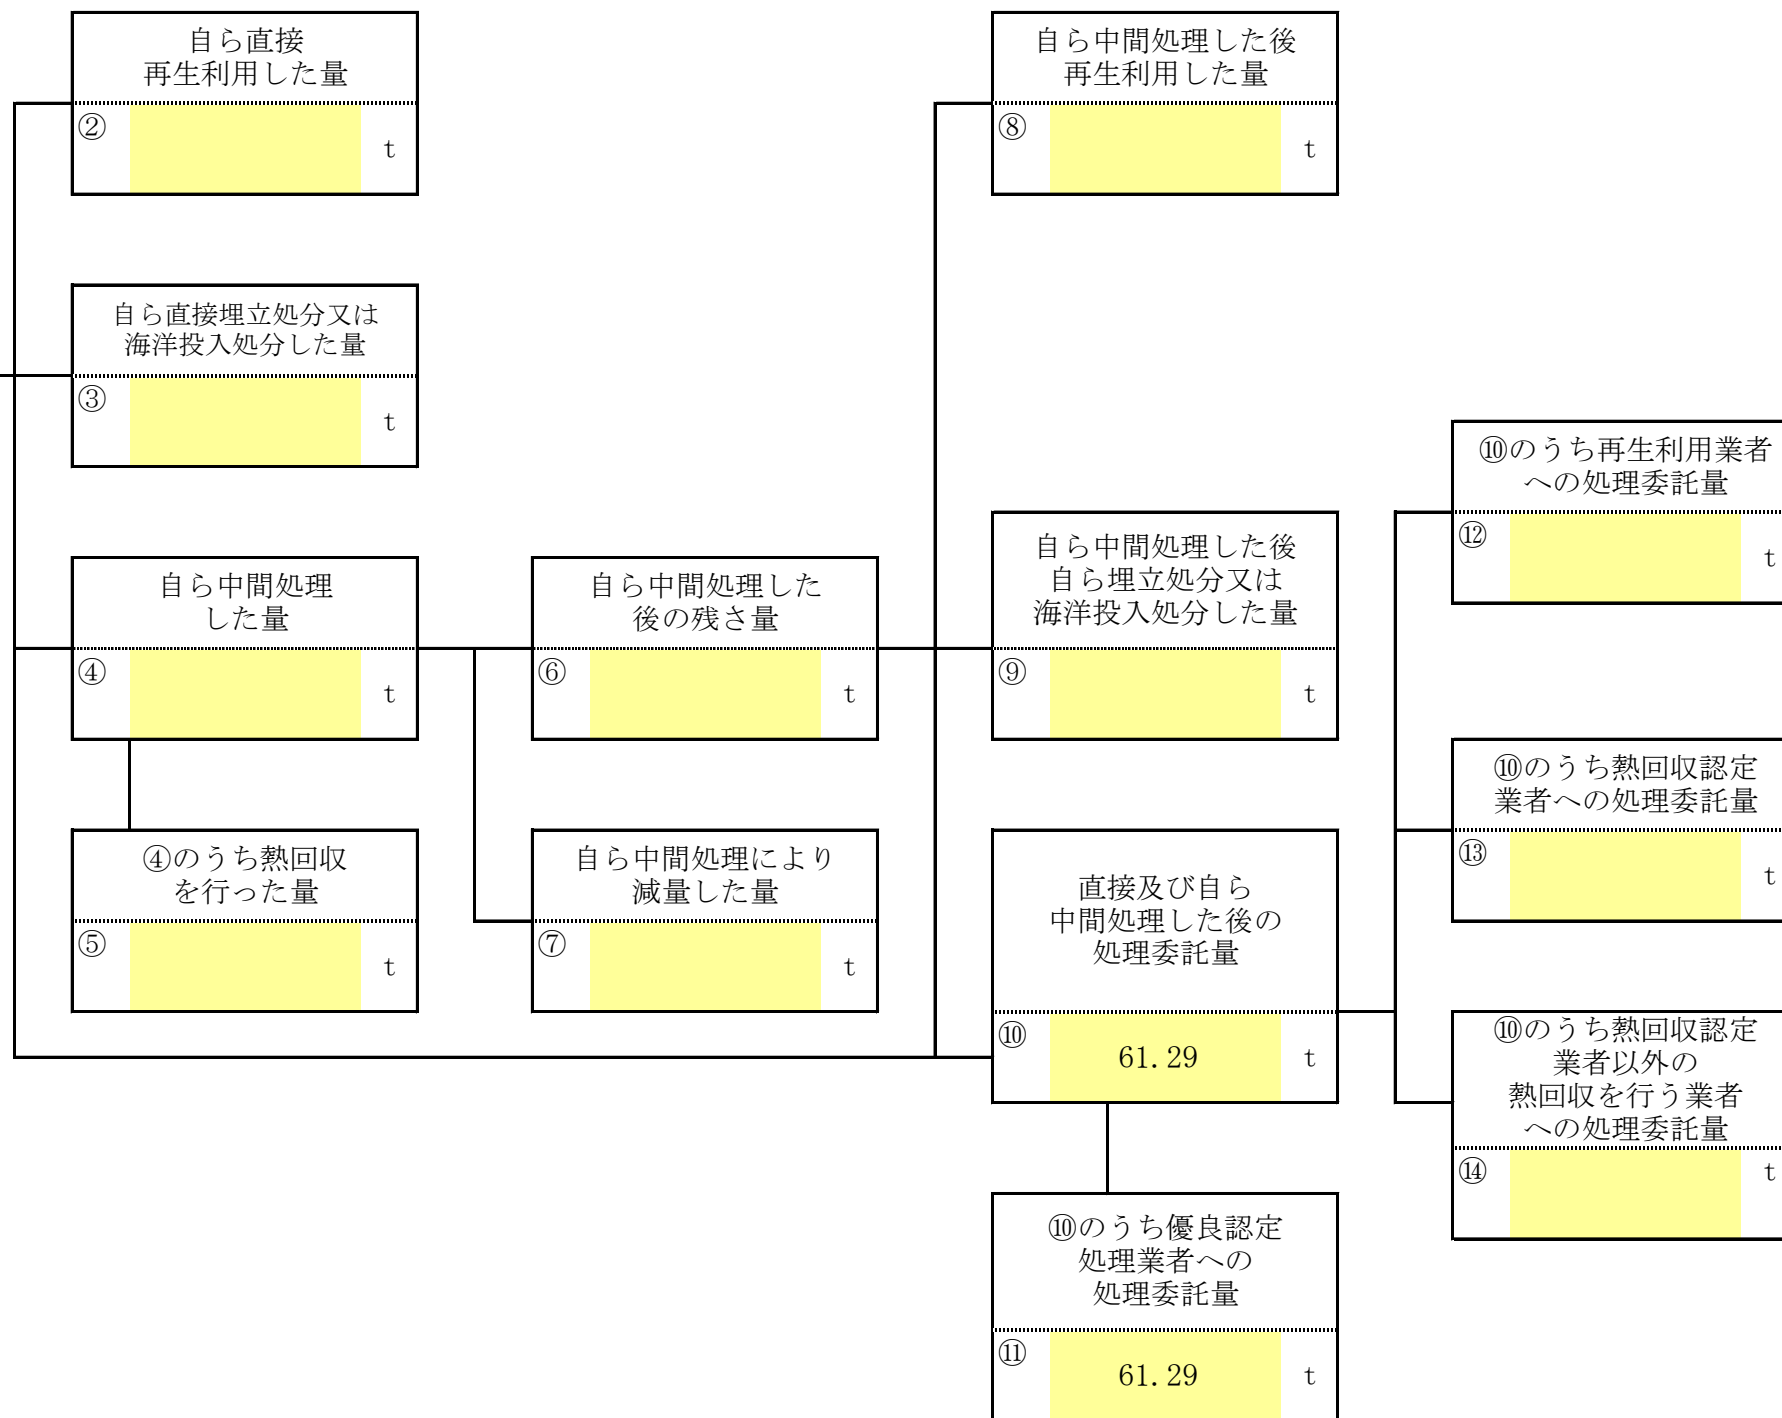 自ら直接
再生利用した量
②
t
自ら中間処理した後
再生利用した量
⑧
t
自ら直接埋立処分又は
海洋投入処分した量
③
t
⑩のうち再生利用業者
への処理委託量
⑫
t
自ら中間処理
した量
④
t
自ら中間処理した
後の残さ量
⑥
t
自ら中間処理した後
自ら埋立処分又は
海洋投入処分した量
⑨
t
⑩のうち熱回収認定
業者への処理委託量
⑬
t
④のうち熱回収
を行った量
⑤
t
自ら中間処理により
減量した量
⑦
t
直接及び自ら
中間処理した後の
処理委託量
⑩ 61.29 t
⑩のうち熱回収認定
業者以外の
熱回収を行う業者
への処理委託量
⑭
t
⑩のうち優良認定
処理業者への
処理委託量
⑪ 61.29 t